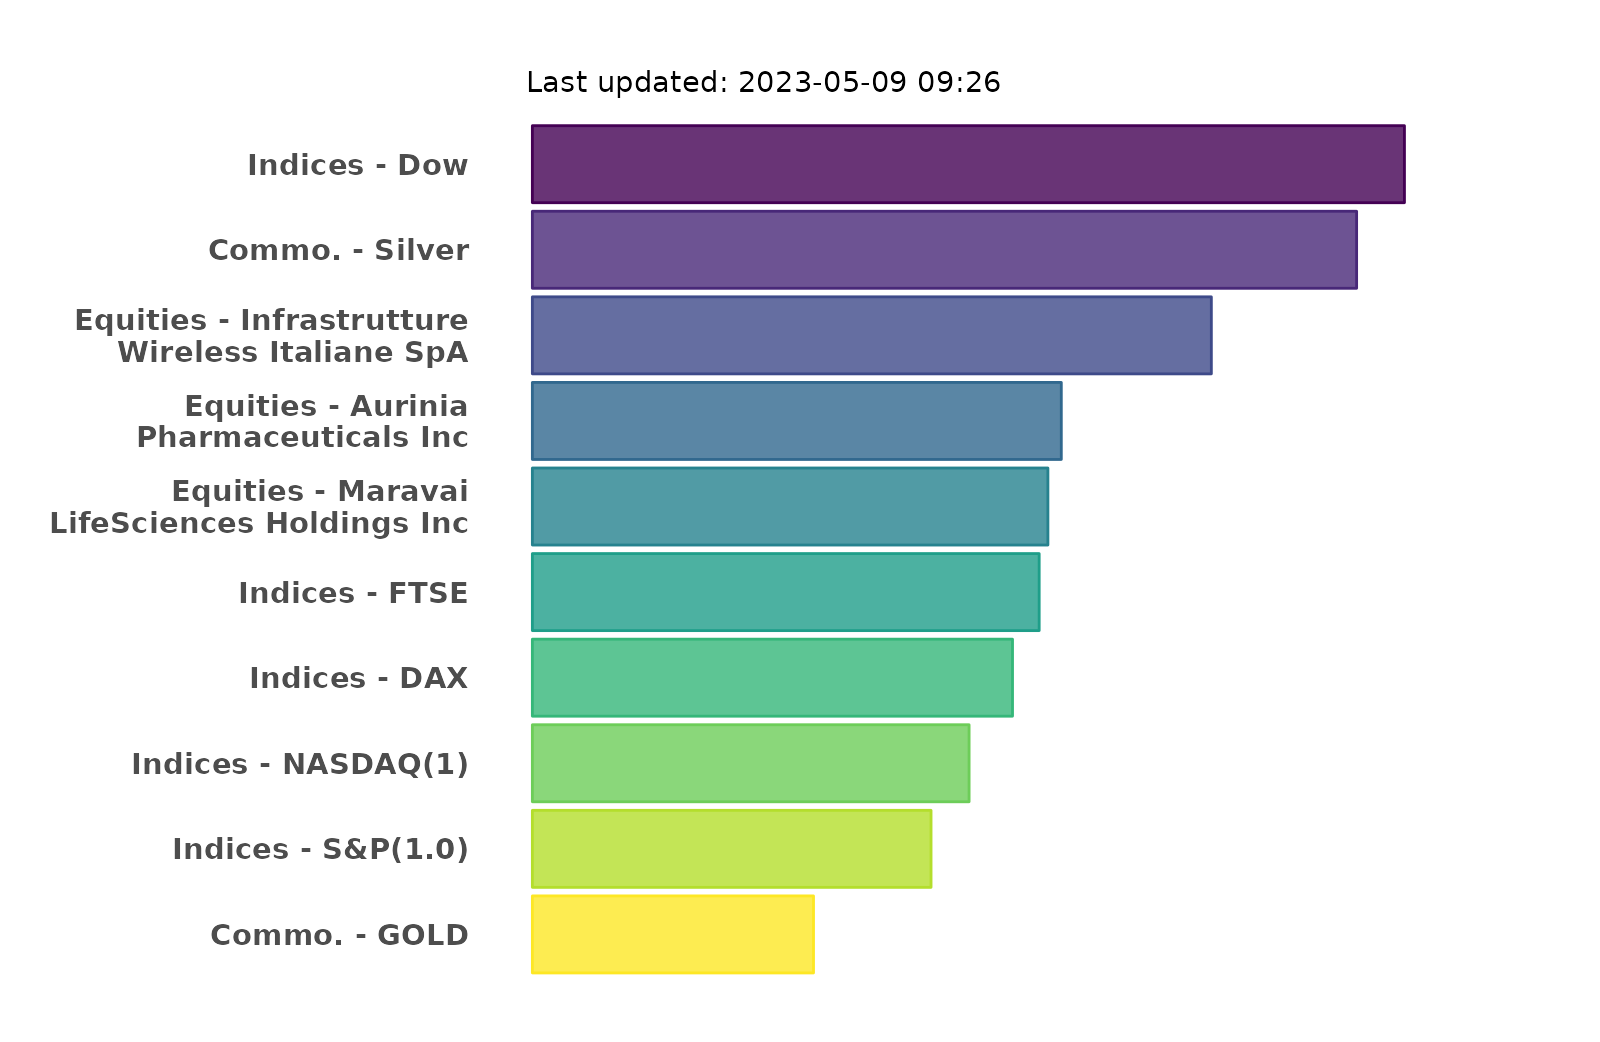 Last updated: 2023-05-09 09:26
Indices - Dow
Commo. - Silver
Equities - Infrastrutture
Wireless Italiane SpA
Equities - Aurinia
Pharmaceuticals Inc
Equities - Maravai
LifeSciences Holdings Inc
Indices - FTSE
Indices - DAX
Indices - NASDAQ(1)
Indices - S&P(1.0)
Commo. - GOLD